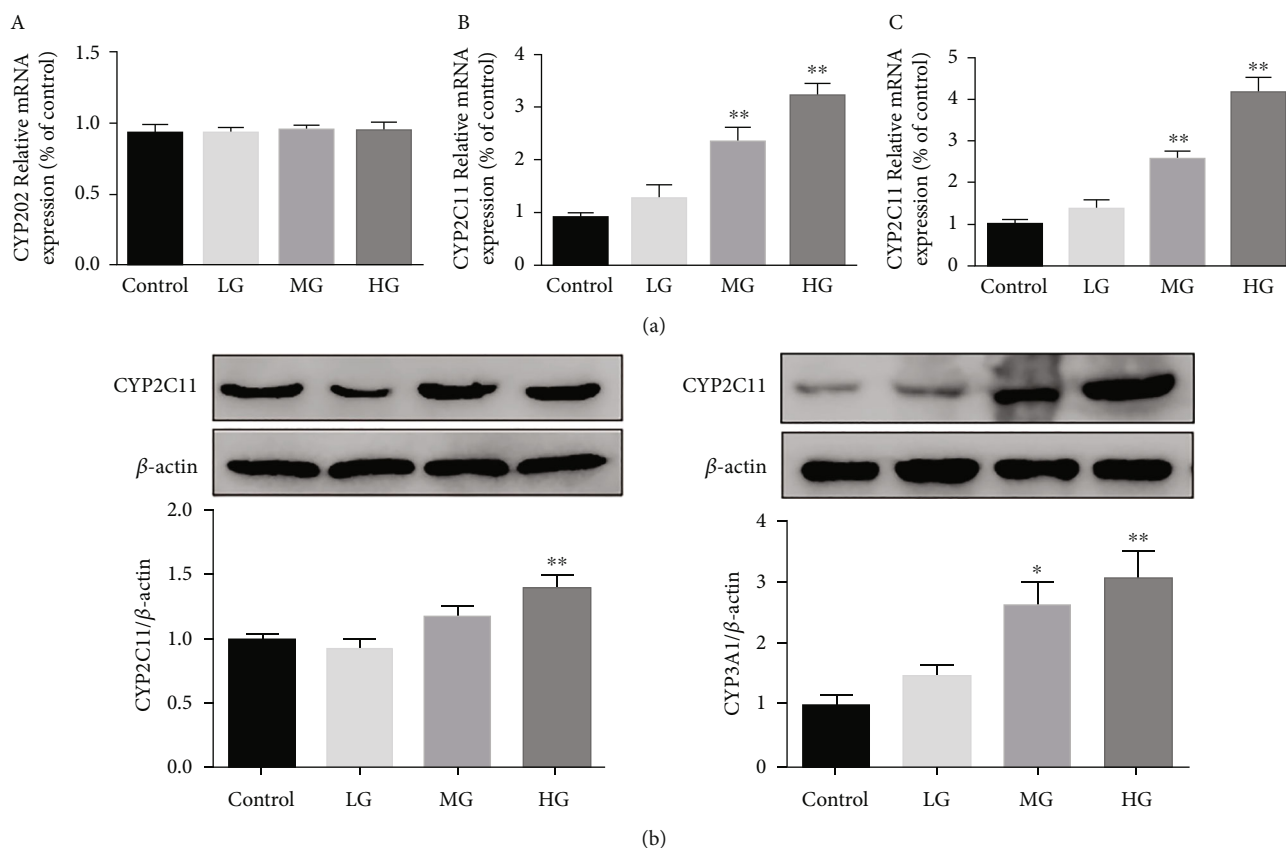 A
CYP202 Relative mRNA
expression (% of control)
1.5
1.0
0.5
0.0
Control LG MG HG
B
CYP2C11 Relative mRNA
expression (% of control)
4
3
2
1
0
** **
Control LG MG HG
C
CYP2C11 Relative mRNA
expression (% of control)
5
4
3
2
1
0
** **
Control LG MG HG
(a)
CYP2C11
β-actin
CYP2C11/β-actin
2.0
1.5
1.0
0.5
0.0
**
Control LG MG HG
CYP2C11
β-actin
CYP3A1/β-actin
4
3
2
1
0
* **
Control LG MG HG
(b)